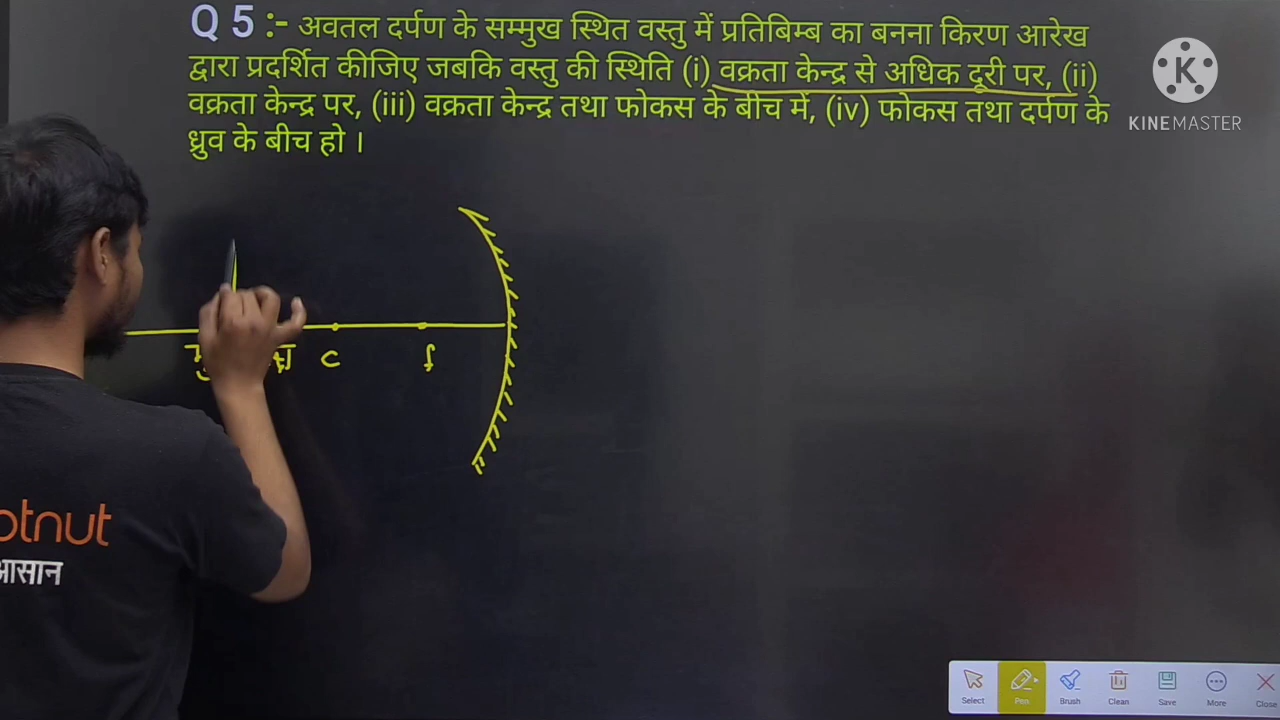 Q 5 :- अवतल दर्पण के सम्मुख स्थित वस्तु में प्रतिबिम्ब का बनना किरण आरेख
द्वारा प्रदर्शित कीजिए जबकि वस्तु की स्थिति (i) वक्रता केन्द्र से अधिक दूरी पर, (ii)
वक्रता केन्द्र पर, (iii) वक्रता केन्द्र तथा फोकस के बीच में, (iv) फोकस तथा दर्पण के
ध्रुव के बीच हो ।
K
KINEMASTER
C f
otnut
आसान
Select Pen Brush Clean Save More Close